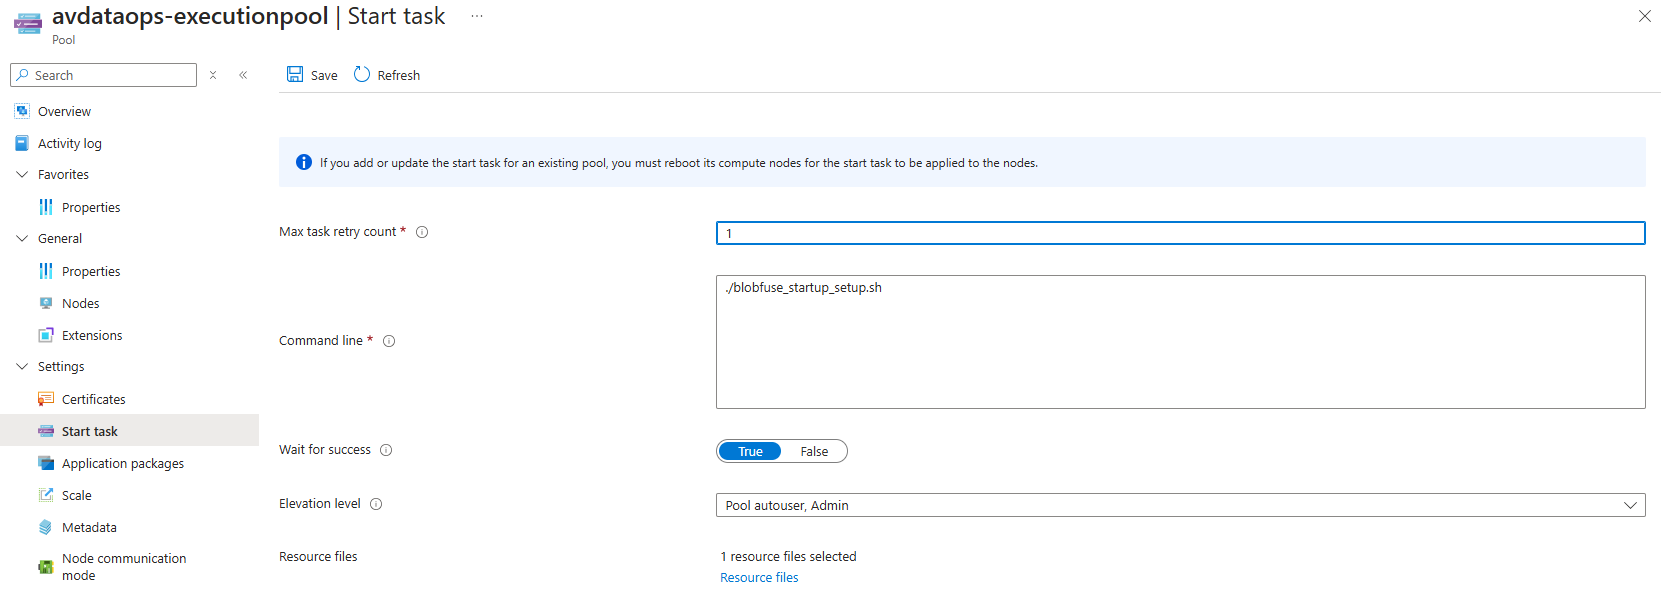 avdataops-executionpool | Start task ...
Pool
Search
Save Refresh
Overview
Activity log
Favorites
Properties
General
Properties
Nodes
Extensions
Settings
Certificates
Start task
Application packages
Scale
Metadata
Node communication
mode
If you add or update the start task for an existing pool, you must reboot its compute nodes for the start task to be applied to the nodes.
Max task retry count *
1
Command line *
./blobfuse_startup_setup.sh
Wait for success
True False
Elevation level
Pool autouser, Admin
Resource files
1 resource files selected
Resource files